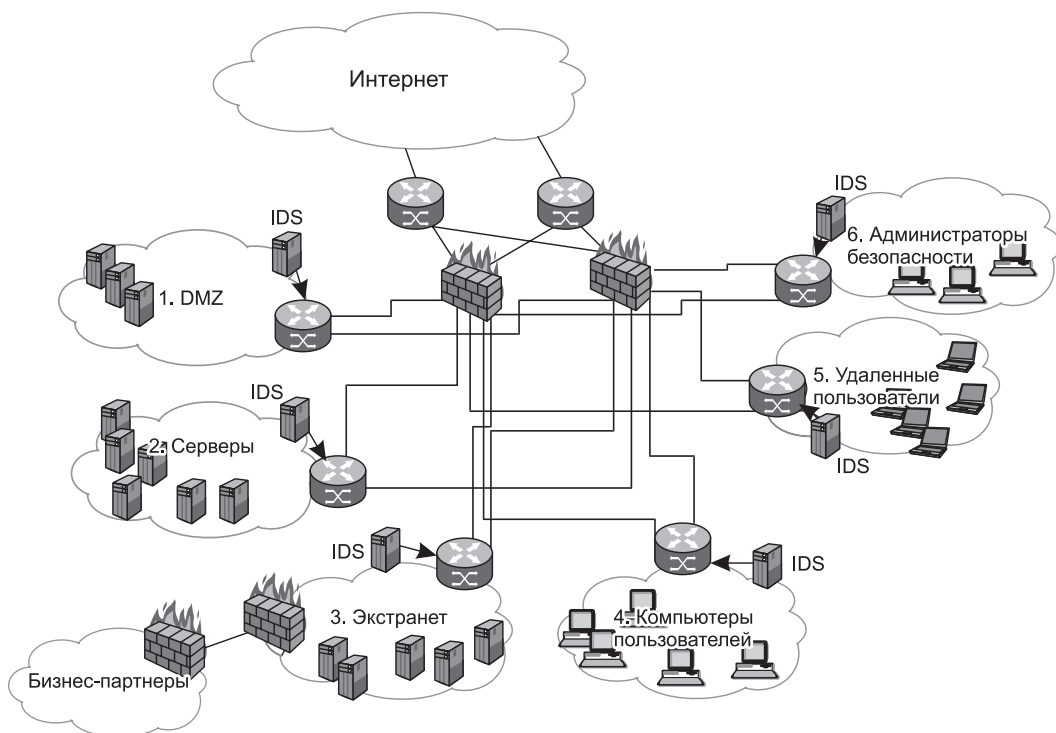 Интернет
IDS
1. DMZ
IDS
6. Администраторы
безопасности
IDS
2. Серверы
5. Удаленные
пользователи
IDS
IDS
3. Экстранет
IDS
4. Компьютеры
пользователей
Бизнес-партнеры